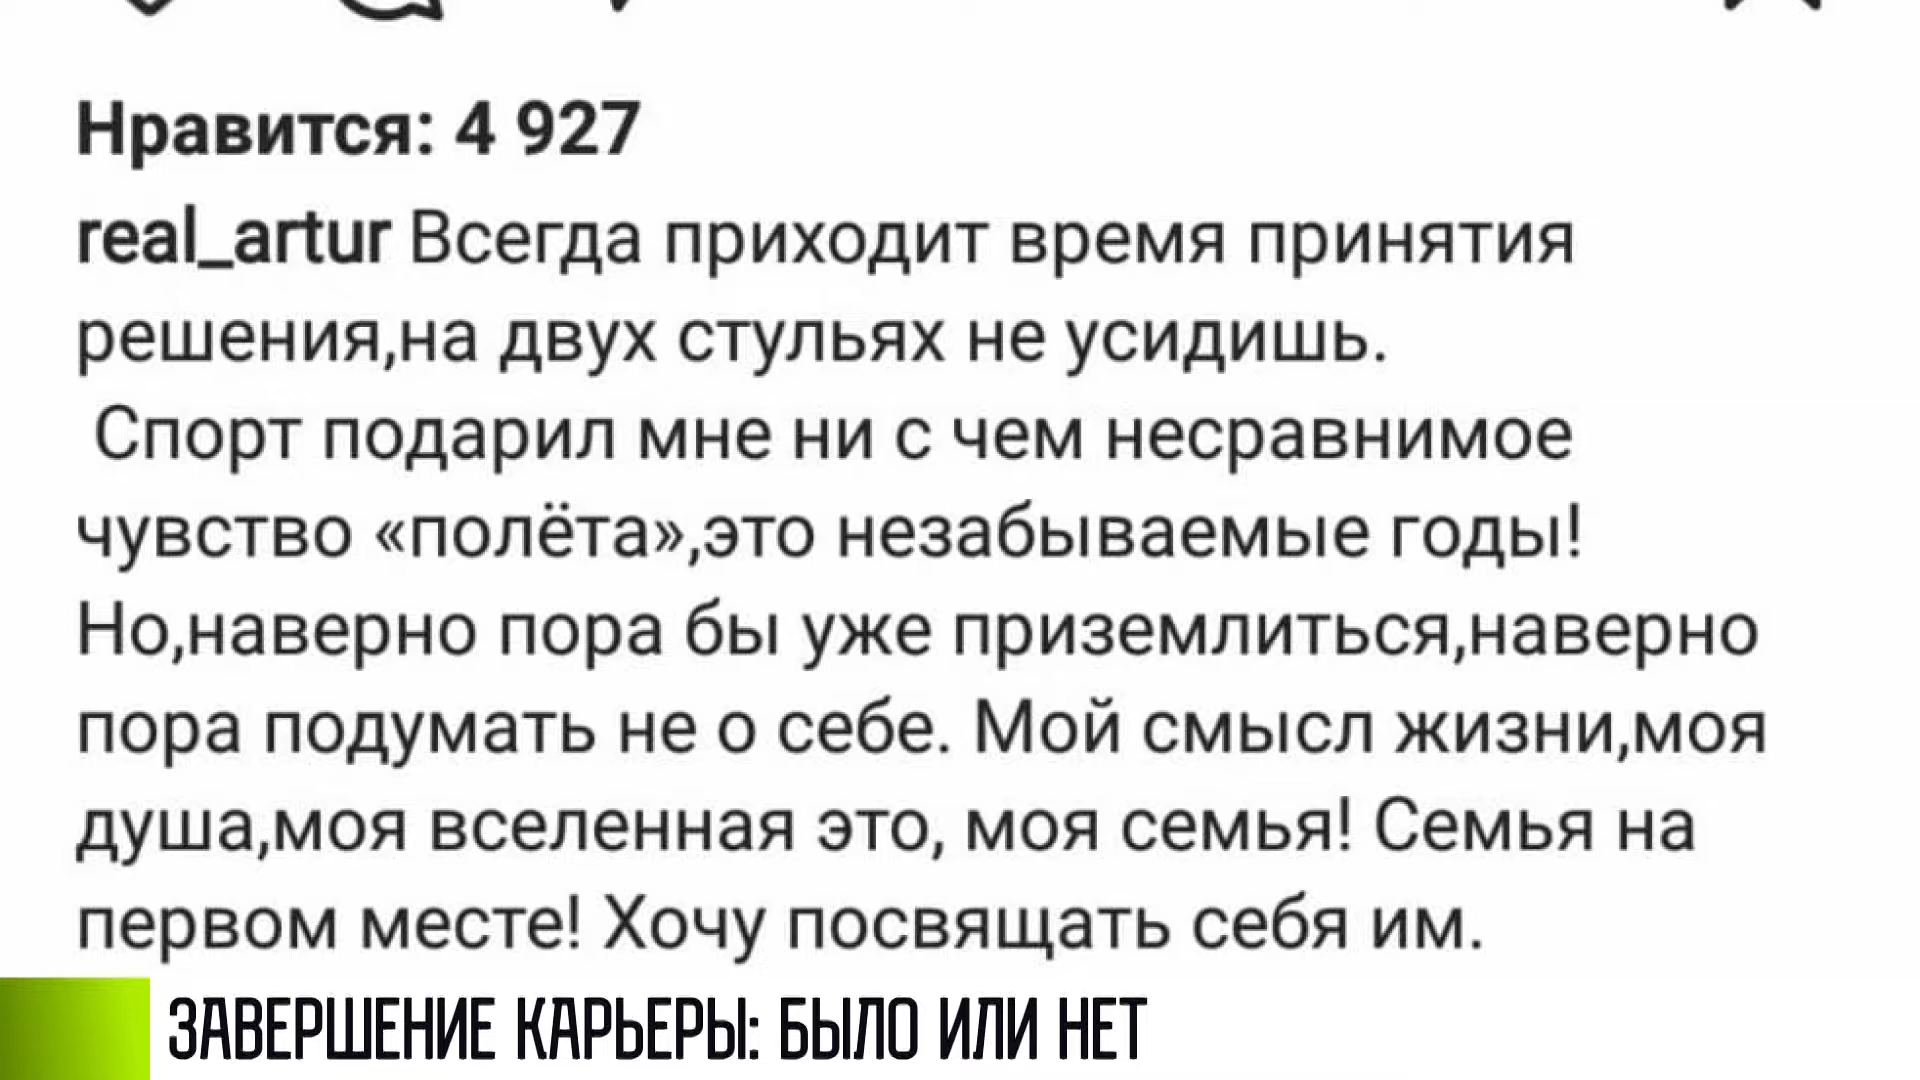 Нравится: 4 927
real_artur Всегда приходит время принятия
решения,на двух стульях не усидишь.
Спорт подарил мне ни с чем несравнимое
чувство «полёта»,это незабываемые годы!
Но,наверно пора бы уже приземлиться,наверно
пора подумать не о себе. Мой смысл жизни,моя
душа,моя вселенная это, моя семья! Семья на
первом месте! Хочу посвящать себя им.
ЗАВЕРШЕНИЕ КАРЬЕРЫ: БЫЛО ИЛИ НЕТ